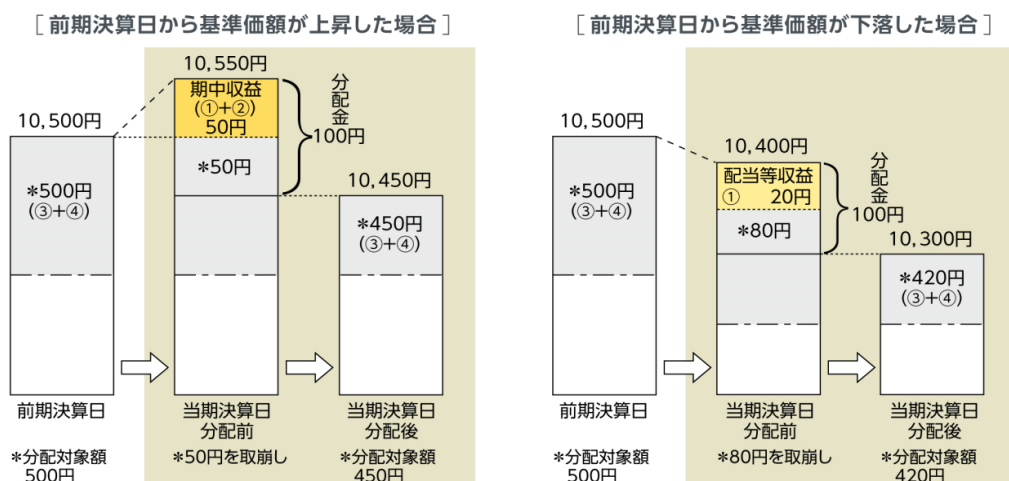 [前期決算日から基準価額が上昇した場合]
10,550円
期中収益
(①+②)
50円
分配金
100円
10,500円
*500円
(③+④)
*50円
10,450円
*450円
(③+④)
前期決算日
当期決算日
分配前
当期決算日
分配後
*分配対象額
500円
*50円を取崩し
*分配対象額
450円
[前期決算日から基準価額が下落した場合]
10,500円
*500円
(③+④)
10,400円
配当等収益
① 20円
*80円
分配金
100円
10,300円
*420円
(③+④)
前期決算日
当期決算日
分配前
当期決算日
分配後
*分配対象額
500円
*80円を取崩し
*分配対象額
420円